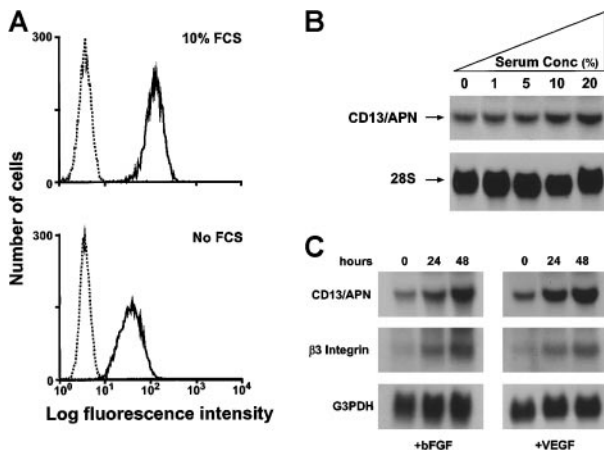 A
300
10% FCS
0
300
No FCS
0
10⁰ 10¹ 10² 10³ 10⁴
Number of cells
Log fluorescence intensity
B
Serum Conc (%)
0 1 5 10 20
CD13/APN
28S
C
hours 0 24 48 0 24 48
CD13/APN
β3 Integrin
G3PDH
+bFGF +VEGF